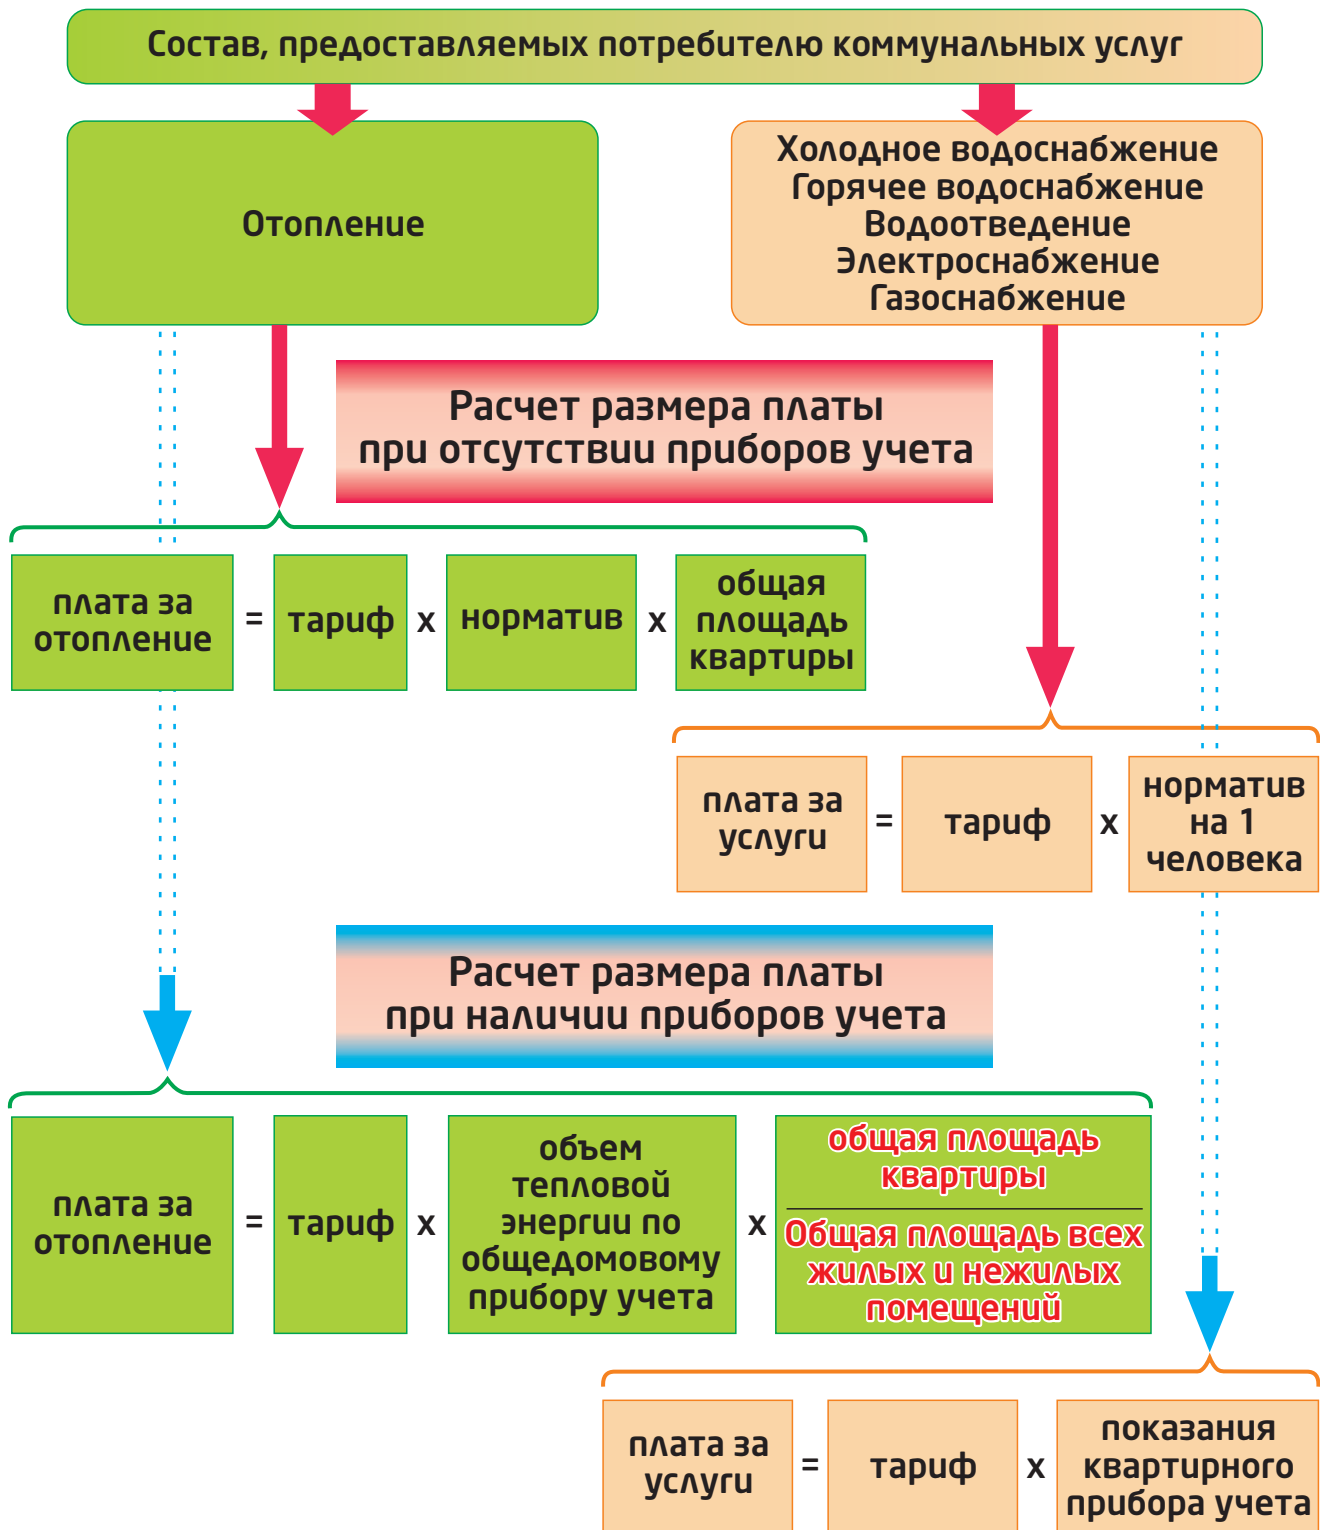 Состав, предоставляемых потребителю коммунальных услуг
Отопление
Холодное водоснабжение
Горячее водоснабжение
Водоотведение
Электроснабжение
Газоснабжение
Расчет размера платы
при отсутствии приборов учета
плата за
отопление
=
тариф
х
норматив
х
общая
площадь
квартиры
плата за
услуги
=
тариф
х
норматив
на 1
человека
Расчет размера платы
при наличии приборов учета
плата за
отопление
=
тариф
х
объем
тепловой
энергии по
общедомовому
прибору учета
х
общая площадь
квартиры
Общая площадь всех
жилых и нежилых
помещений
плата за
услуги
=
тариф
х
показания
квартирного
прибора учета